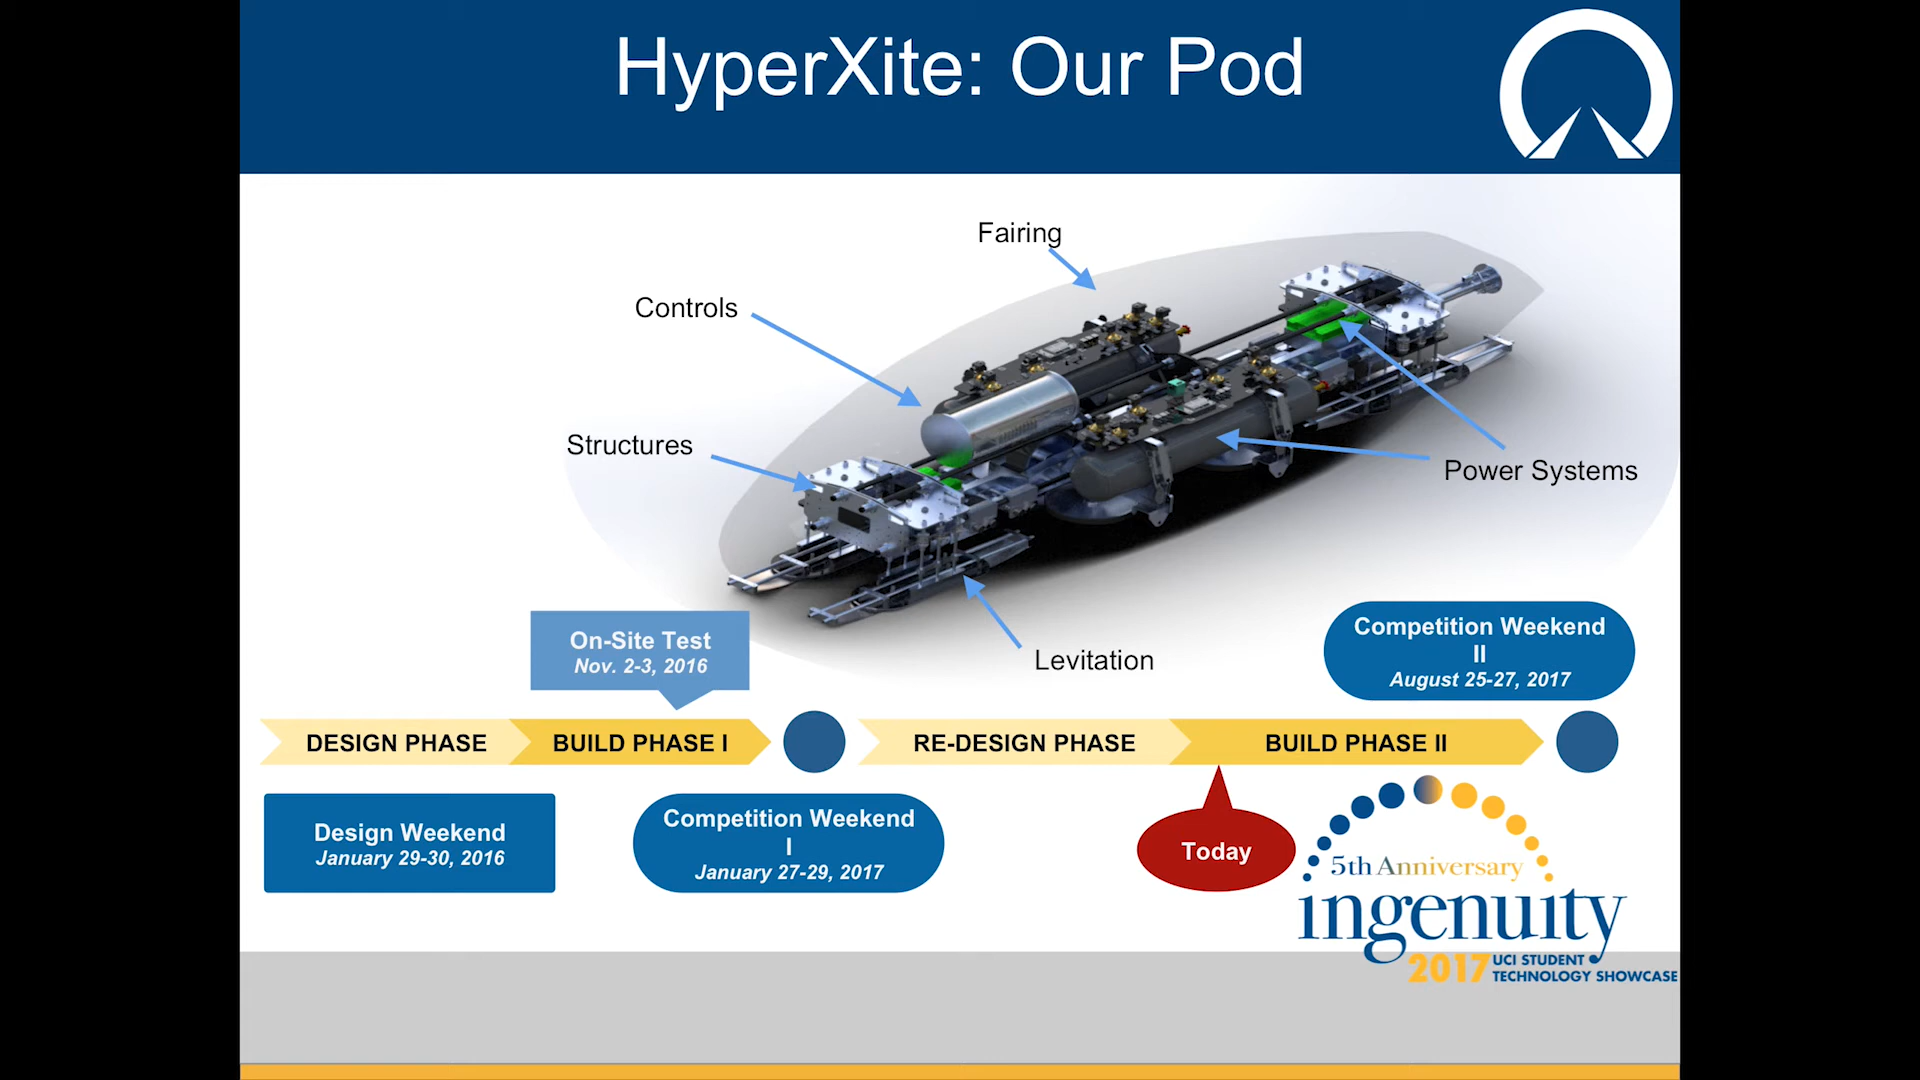 HyperXite: Our Pod
Fairing
Controls
Structures
Power Systems
Levitation
On-Site Test
Nov. 2-3, 2016
Competition Weekend
II
August 25-27, 2017
DESIGN PHASE
BUILD PHASE I
RE-DESIGN PHASE
BUILD PHASE II
Design Weekend
January 29-30, 2016
Competition Weekend
I
January 27-29, 2017
Today
5th Anniversary
ingenuity
2017 UCI STUDENT
TECHNOLOGY SHOWCASE